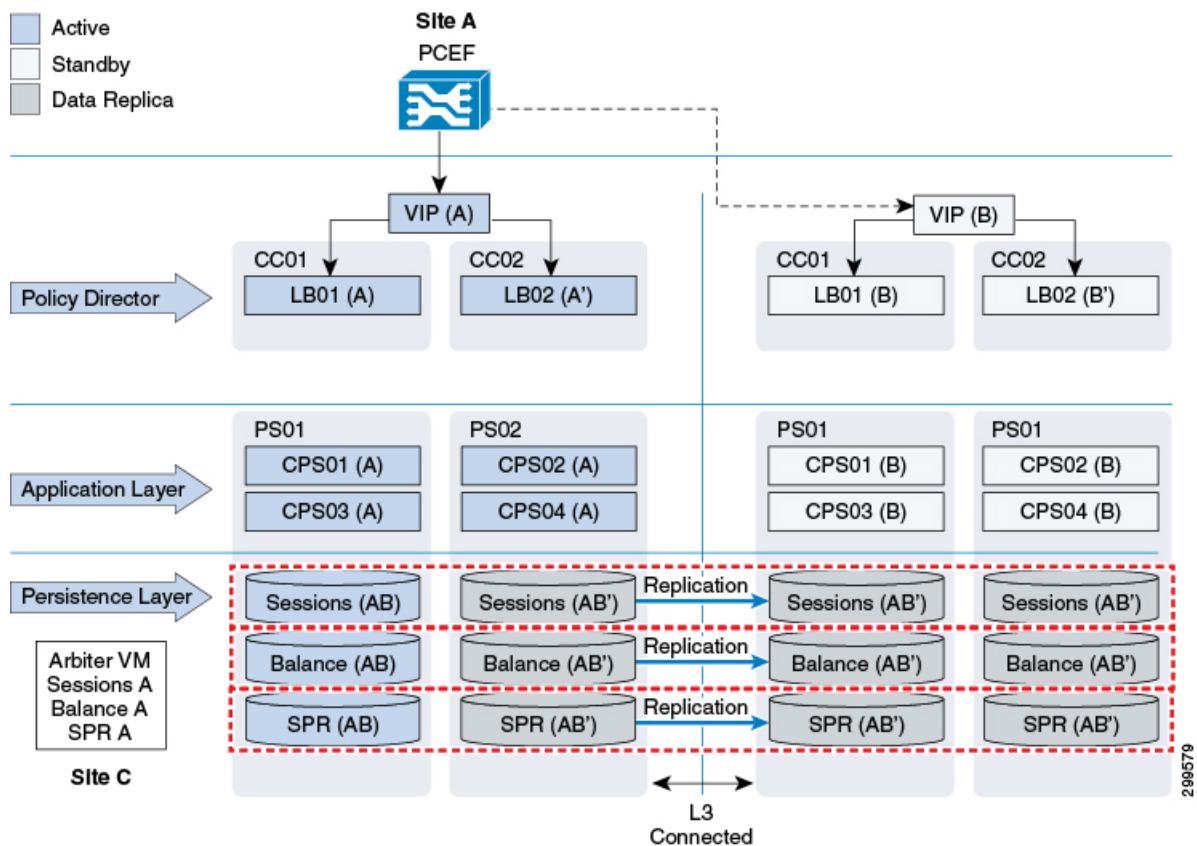 Active
Standby
Data Replica
Site A
PCEF
VIP (A)
VIP (B)
Policy Director
CC01
LB01 (A)
CC02
LB02 (A')
CC01
LB01 (B)
CC02
LB02 (B')
Application Layer
PS01
CPS01 (A)
CPS03 (A)
PS02
CPS02 (A)
CPS04 (A)
PS01
CPS01 (B)
CPS03 (B)
PS01
CPS02 (B)
CPS04 (B)
Persistence Layer
Sessions (AB)
Sessions (AB')
Replication
Sessions (AB')
Sessions (AB')
Balance (AB)
Balance (AB')
Replication
Balance (AB')
Balance (AB')
SPR (AB)
SPR (AB')
Replication
SPR (AB')
SPR (AB')
Arbiter VM
Sessions A
Balance A
SPR A
Site C
L3
Connected
299579